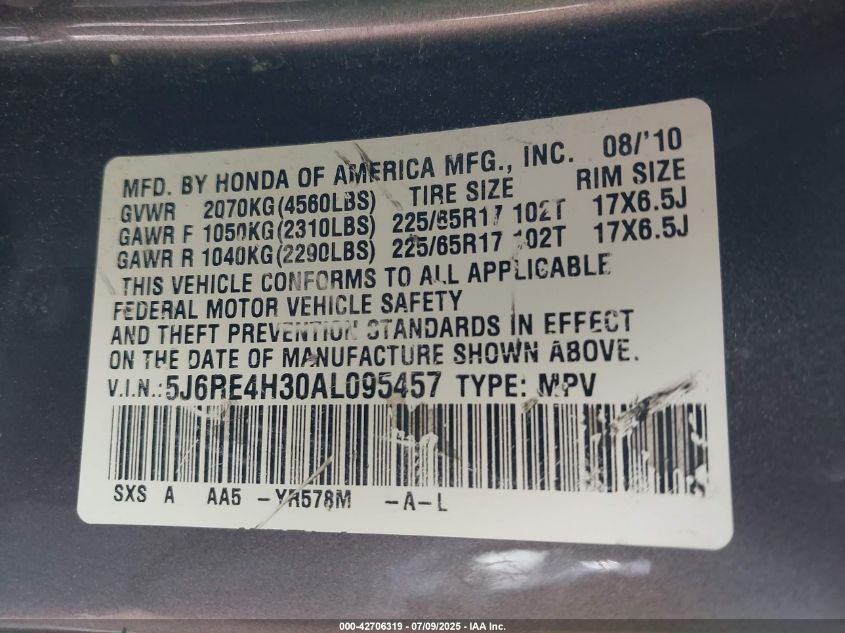 MFD. BY HONDA OF AMERICA MFG., INC. 08/'10
GVWR 2070KG(4560LBS) TIRE SIZE RIM SIZE
GAWR F 1050KG(2310LBS) 225/65R17 102T 17X6.5J
GAWR R 1040KG(2290LBS) 225/65R17 102T 17X6.5J
THIS VEHICLE CONFORMS TO ALL APPLICABLE
FEDERAL MOTOR VEHICLE SAFETY
AND THEFT PREVENTION STANDARDS IN EFFECT
ON THE DATE OF MANUFACTURE SHOWN ABOVE.
V.I.N.: 5J6RE4H30AL095457 TYPE: MPV
SXS A AA5 -YR578M -A-L
000-42706319 - 07/09/2025 - IAA Inc.